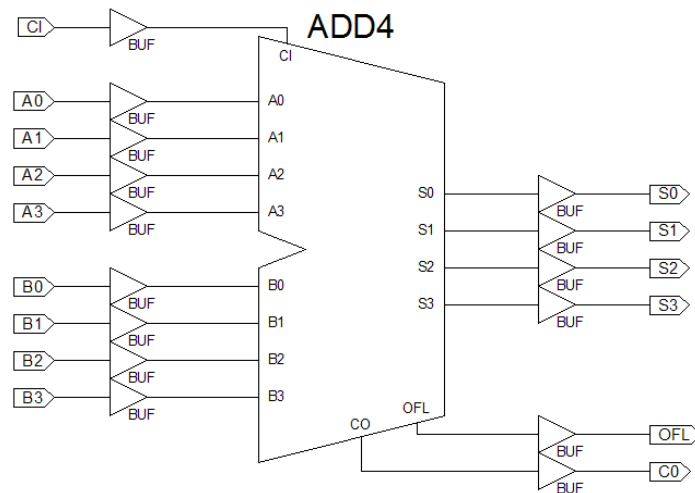 ADD4
CI BUF CI
A0 BUF A0
A1 BUF A1
A2 BUF A2
A3 BUF A3
S0 BUF S0
S1 BUF S1
S2 BUF S2
S3 BUF S3
B0 BUF B0
B1 BUF B1
B2 BUF B2
B3 BUF B3
OFL BUF OFL
CO BUF C0